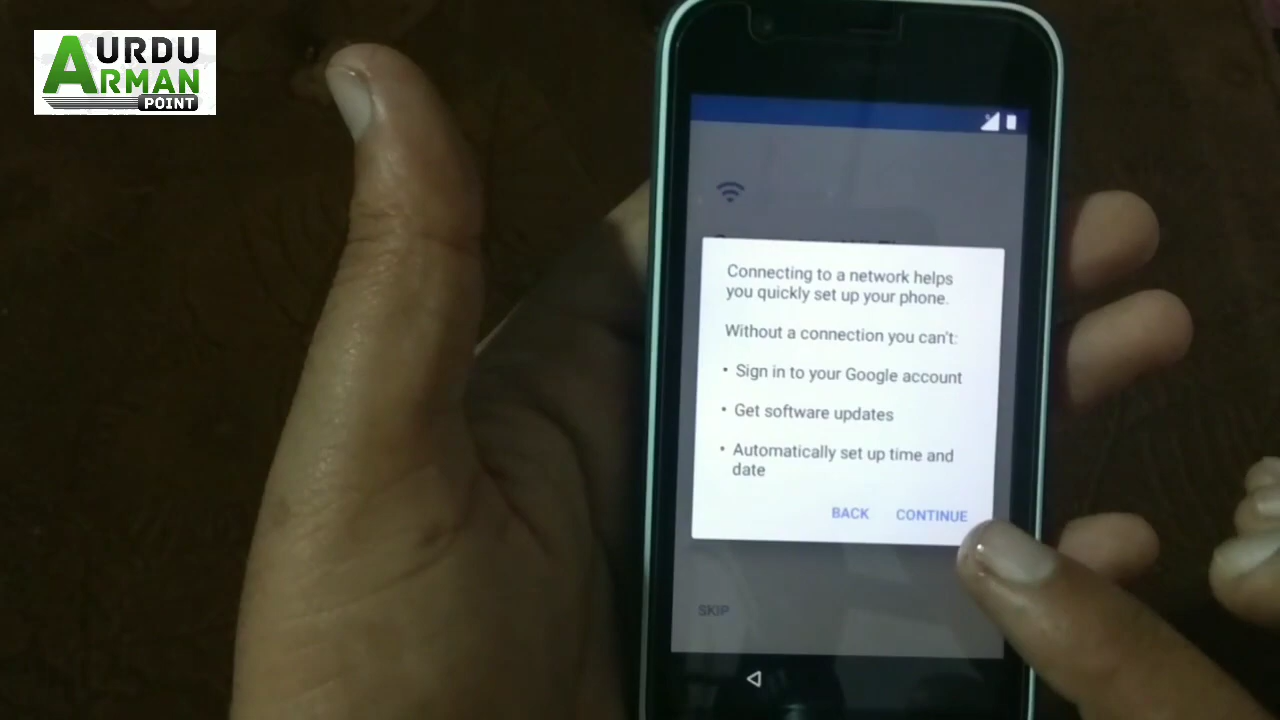 URDU
ARMAN
POINT
Connecting to a network helps
you quickly set up your phone.
Without a connection you can't:
• Sign in to your Google account
• Get software updates
• Automatically set up time and
date
BACK CONTINUE
SKIP